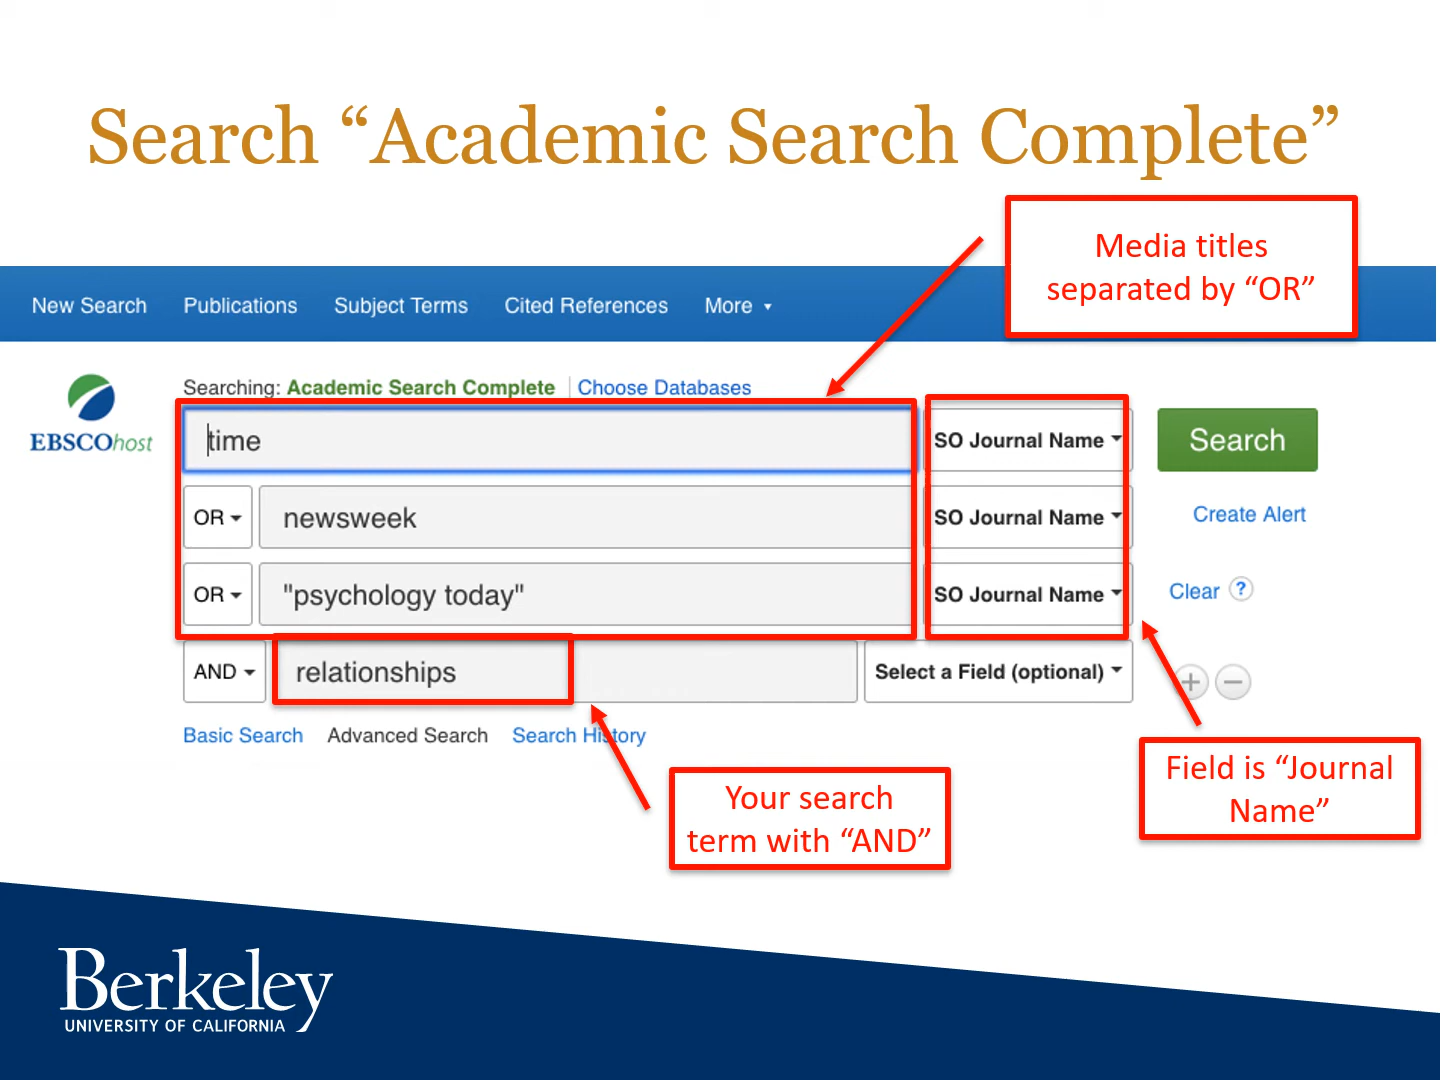 Search “Academic Search Complete”
Media titles
separated by “OR”
New Search Publications Subject Terms Cited References More
Searching: Academic Search Complete Choose Databases
EBSCOhost
time SO Journal Name Search
OR newsweek SO Journal Name Create Alert
OR "psychology today" SO Journal Name Clear ?
AND relationships Select a Field (optional)
Basic Search Advanced Search Search History
Field is “Journal
Name”
Your search
term with “AND”
Berkeley
UNIVERSITY OF CALIFORNIA